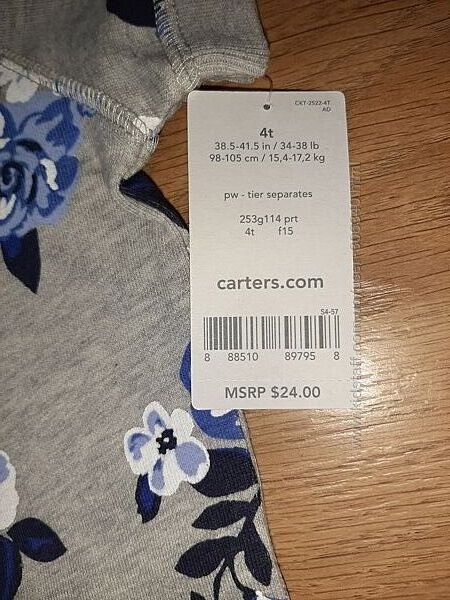 CKT-2522-4T
AD
4t
38.5-41.5 in / 34-38 lb
98-105 cm / 15,4-17,2 kg
pw - tier separates
253g114 prt
4t f15
carters.com
S4-57
8 88510 89795 8
MSRP $24.00